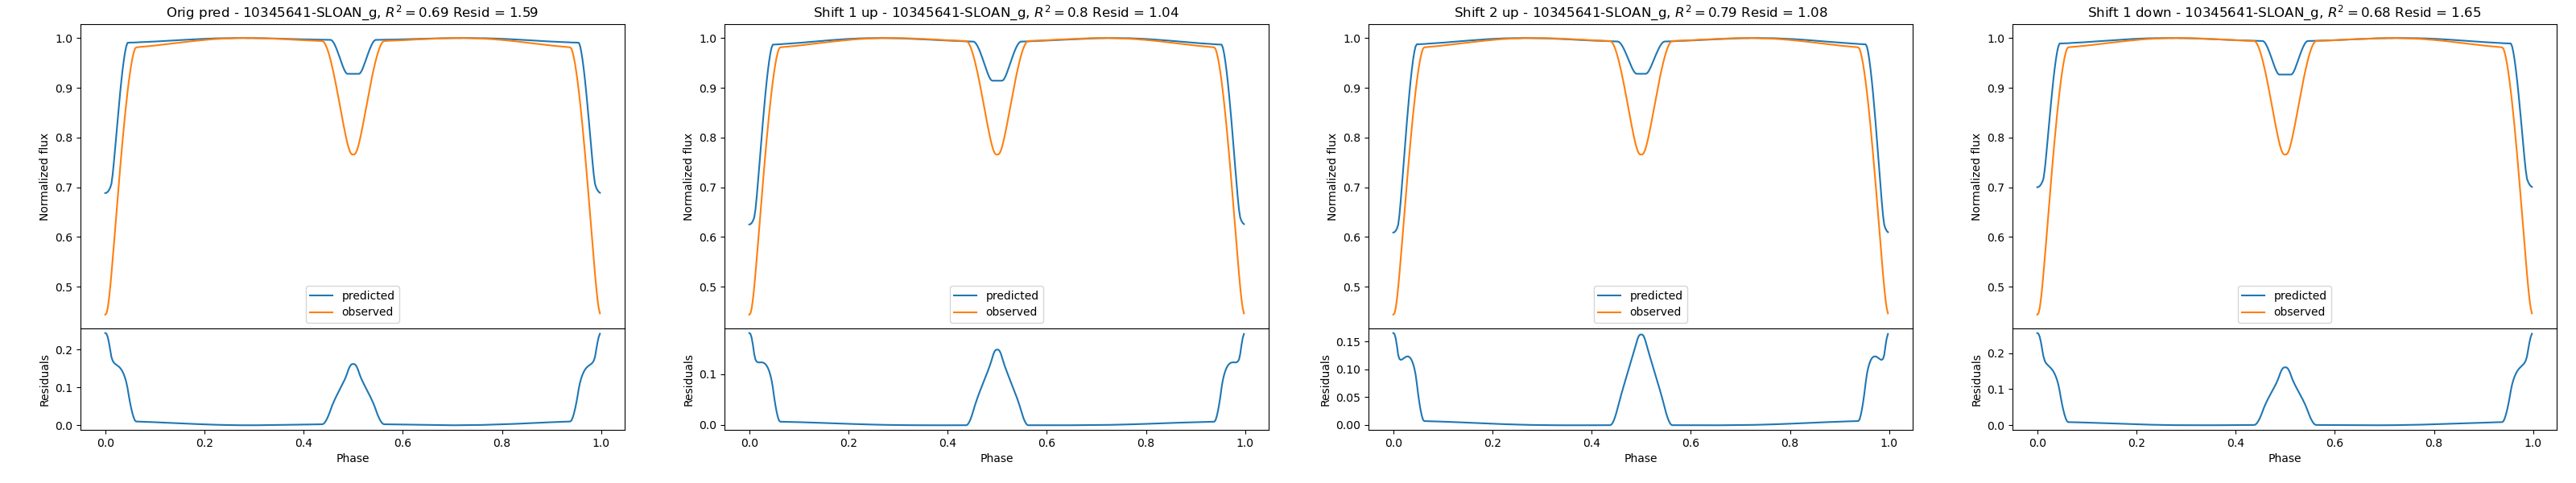 Orig pred - 10345641-SLOAN_g, R² = 0.69 Resid = 1.59
1.0
0.9
0.8
0.7
0.6
0.5
Normalized flux
predicted
observed
0.2
0.1
0.0
Residuals
0.0 0.2 0.4 0.6 0.8 1.0
Phase
Shift 1 up - 10345641-SLOAN_g, R² = 0.8 Resid = 1.04
1.0
0.9
0.8
0.7
0.6
0.5
Normalized flux
predicted
observed
0.1
0.0
Residuals
0.0 0.2 0.4 0.6 0.8 1.0
Phase
Shift 2 up - 10345641-SLOAN_g, R² = 0.79 Resid = 1.08
1.0
0.9
0.8
0.7
0.6
0.5
Normalized flux
predicted
observed
0.15
0.10
0.05
0.00
Residuals
0.0 0.2 0.4 0.6 0.8 1.0
Phase
Shift 1 down - 10345641-SLOAN_g, R² = 0.68 Resid = 1.65
1.0
0.9
0.8
0.7
0.6
0.5
Normalized flux
predicted
observed
0.2
0.1
0.0
Residuals
0.0 0.2 0.4 0.6 0.8 1.0
Phase